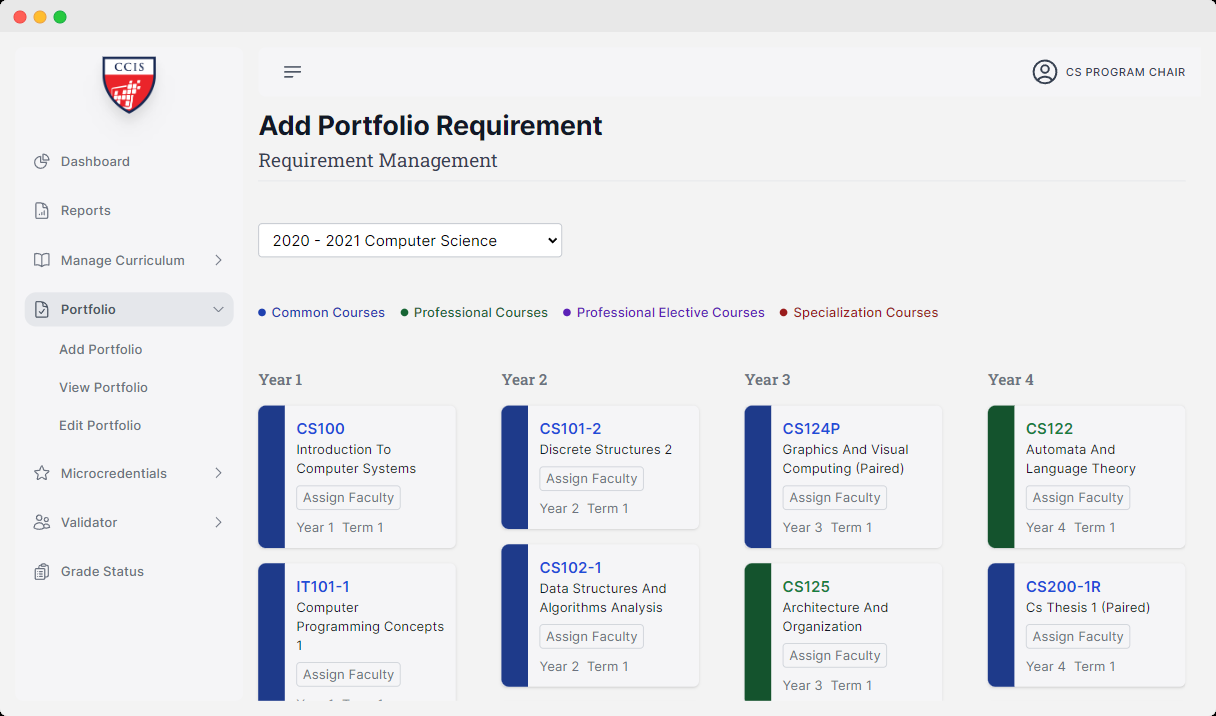 CCIS
CS PROGRAM CHAIR
Dashboard
Reports
Manage Curriculum
Portfolio
Add Portfolio
View Portfolio
Edit Portfolio
Microcredentials
Validator
Grade Status
Add Portfolio Requirement
Requirement Management
2020 - 2021 Computer Science
Common Courses
Professional Courses
Professional Elective Courses
Specialization Courses
Year 1
CS100
Introduction To
Computer Systems
Assign Faculty
Year 1 Term 1
IT101-1
Computer
Programming Concepts
1
Assign Faculty
Year 2
CS101-2
Discrete Structures 2
Assign Faculty
Year 2 Term 1
CS102-1
Data Structures And
Algorithms Analysis
Assign Faculty
Year 2 Term 1
Year 3
CS124P
Graphics And Visual
Computing (Paired)
Assign Faculty
Year 3 Term 1
CS125
Architecture And
Organization
Assign Faculty
Year 3 Term 1
Year 4
CS122
Automata And
Language Theory
Assign Faculty
Year 4 Term 1
CS200-1R
Cs Thesis 1 (Paired)
Assign Faculty
Year 4 Term 1